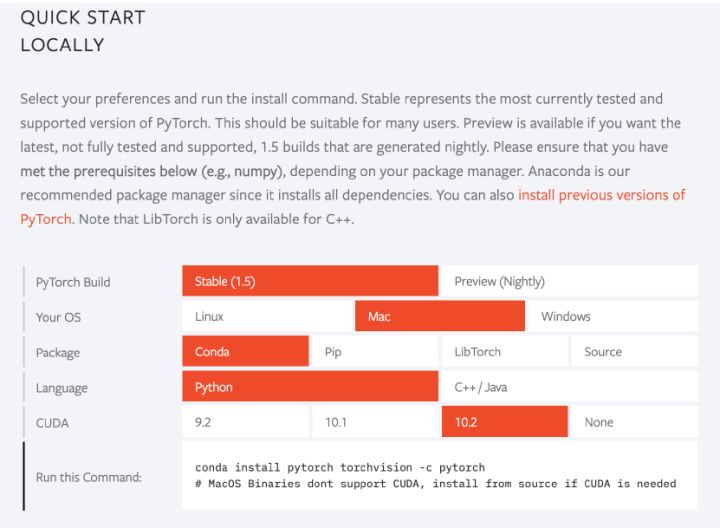 QUICK START
LOCALLY
Select your preferences and run the install command. Stable represents the most currently tested and
supported version of PyTorch. This should be suitable for many users. Preview is available if you want the
latest, not fully tested and supported, 1.5 builds that are generated nightly. Please ensure that you have
met the prerequisites below (e.g., numpy), depending on your package manager. Anaconda is our
recommended package manager since it installs all dependencies. You can also install previous versions of
PyTorch. Note that LibTorch is only available for C++.
PyTorch Build Stable (1.5) Preview (Nightly)
Your OS Linux Mac Windows
Package Conda Pip LibTorch Source
Language Python C++ / Java
CUDA 9.2 10.1 10.2 None
Run this Command: conda install pytorch torchvision -c pytorch
# MacOS Binaries dont support CUDA, install from source if CUDA is needed